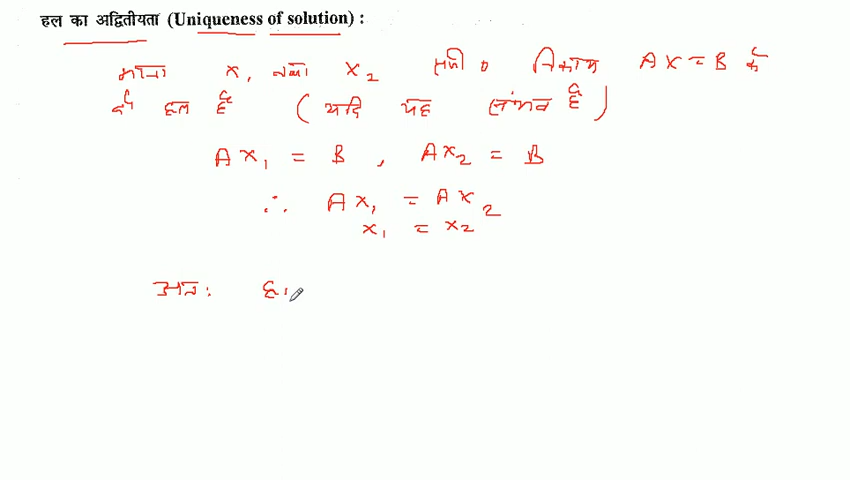 हल का अद्वितीयता (Uniqueness of solution) :
माना X₁ तथा X₂ समी० निकाय AX = B के
दो हल हैं (यदि यह संभव है)
AX₁ = B , AX₂ = B
∴ AX₁ = AX₂
X₁ = X₂
अतः